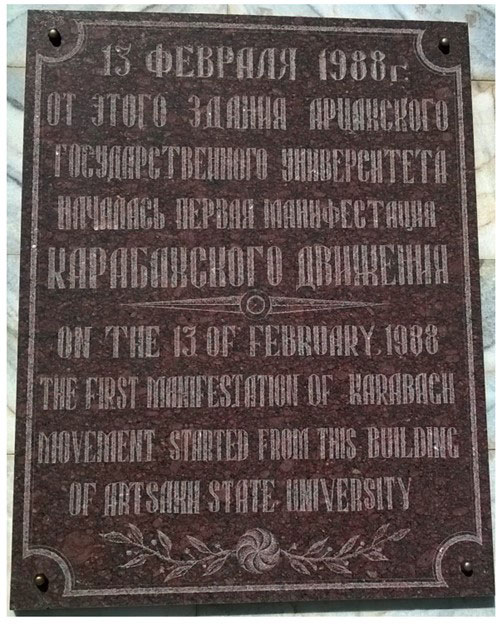 13 ФЕВРАЛЯ 1988г.
ОТ ЭТОГО ЗДАНИЯ АРЦАХСКОГО
ГОСУДАРСТВЕННОГО УНИВЕРСИТЕТА
НАЧАЛАСЬ ПЕРВАЯ МАНИФЕСТАЦИЯ
КАРАБАХСКОГО ДВИЖЕНИЯ
ON THE 13 OF FEBRUARY, 1988
THE FIRST MANIFESTATION OF KARABAGH
MOVEMENT STARTED FROM THIS BUILDING
OF ARTSAKH STATE UNIVERSITY